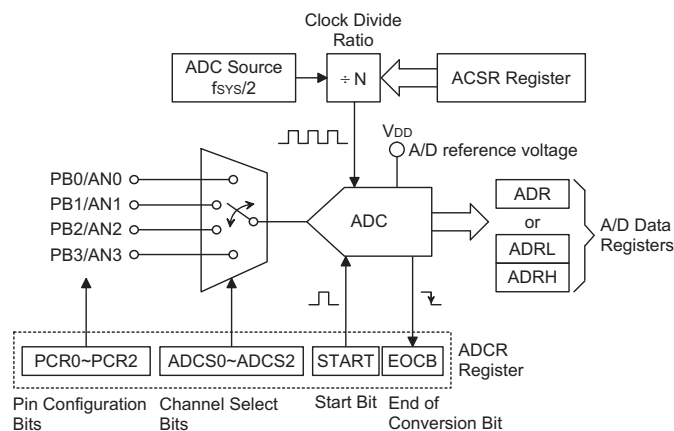 Clock Divide
Ratio
ADC Source
fSYS/2
÷ N
ACSR Register
VDD
A/D reference voltage
PB0/AN0
PB1/AN1
PB2/AN2
PB3/AN3
ADC
ADR
or
ADRL
ADRH
A/D Data
Registers
PCR0~PCR2
ADCS0~ADCS2
START
EOCB
ADCR
Register
Pin Configuration
Bits
Channel Select
Bits
Start Bit
End of
Conversion Bit